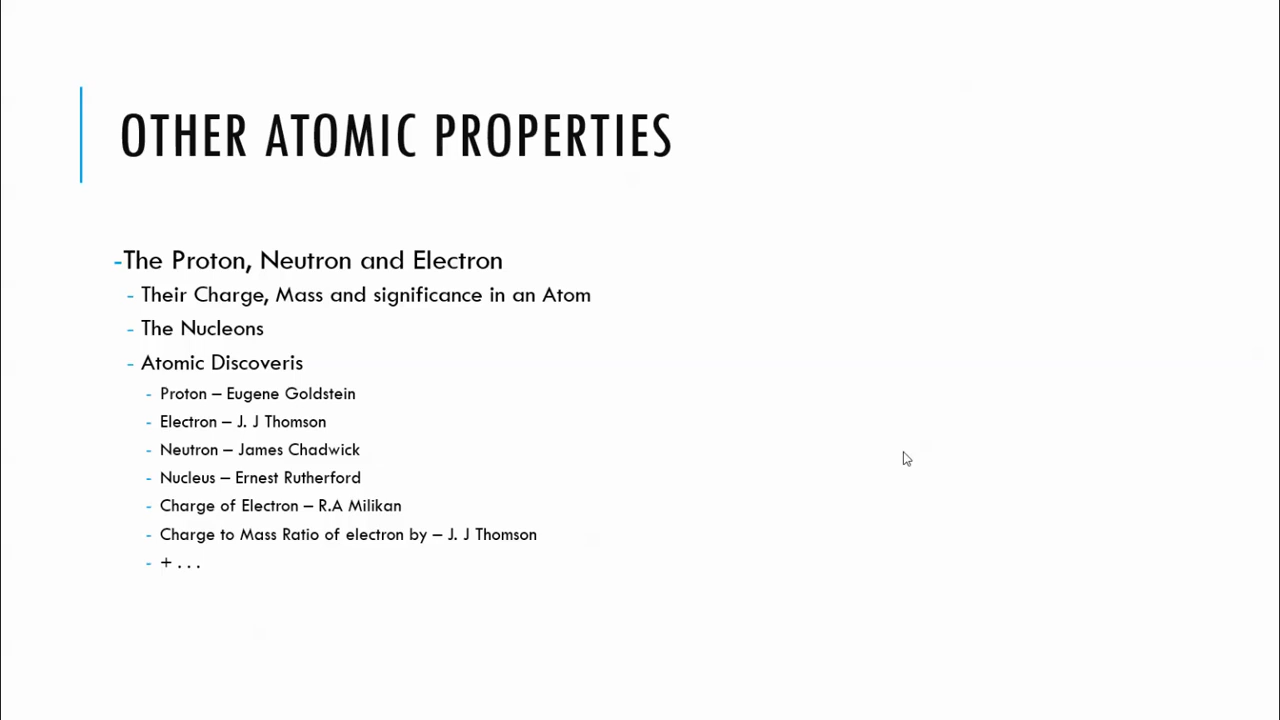 OTHER ATOMIC PROPERTIES
-The Proton, Neutron and Electron
- Their Charge, Mass and significance in an Atom
- The Nucleons
- Atomic Discoveris
- Proton – Eugene Goldstein
- Electron – J. J Thomson
- Neutron – James Chadwick
- Nucleus – Ernest Rutherford
- Charge of Electron – R.A Milikan
- Charge to Mass Ratio of electron by – J. J Thomson
- + . . .